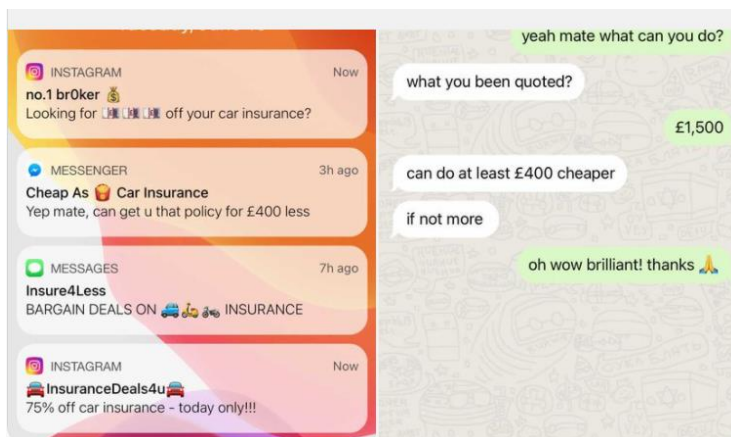 INSTAGRAM Now
no.1 br0ker 💰
Looking for 💷💷💷 off your car insurance?
MESSENGER 3h ago
Cheap As 🍟 Car Insurance
Yep mate, can get u that policy for £400 less
MESSAGES 7h ago
Insure4Less
BARGAIN DEALS ON 🚙🛵🏍 INSURANCE
INSTAGRAM Now
🚘InsuranceDeals4u🚘
75% off car insurance - today only!!!
yeah mate what can you do?
what you been quoted?
£1,500
can do at least £400 cheaper
if not more
oh wow brilliant! thanks 🙏